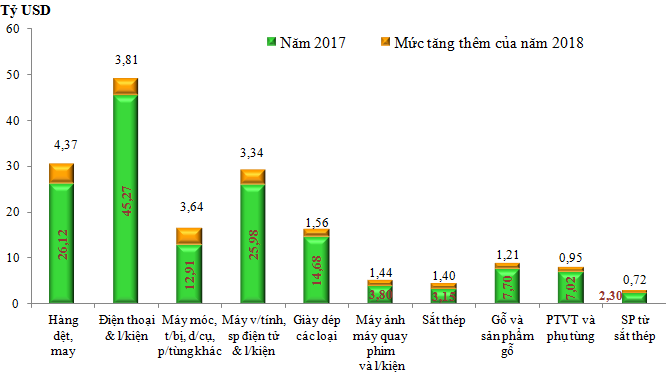 Tỷ USD
Năm 2017
Mức tăng thêm của năm 2018
60
50
40
30
20
10
0
4,37
3,81
3,64
3,34
1,56
1,44
1,40
1,21
0,95
0,72
26,12
45,27
12,91
25,98
14,68
3,80
3,15
7,70
7,02
2,30
Hàng
dệt,
may
Điện thoại
& l/kiện
Máy móc,
t/bị, d/cụ,
p/tùng khác
Máy v/tính,
sp điện tử
& l/kiện
Giày dép
các loại
Máy ảnh
máy quay
phim
và l/kiện
Sắt thép
Gỗ và
sản phẩm
gỗ
PTVT và
phụ tùng
SP từ
sắt thép